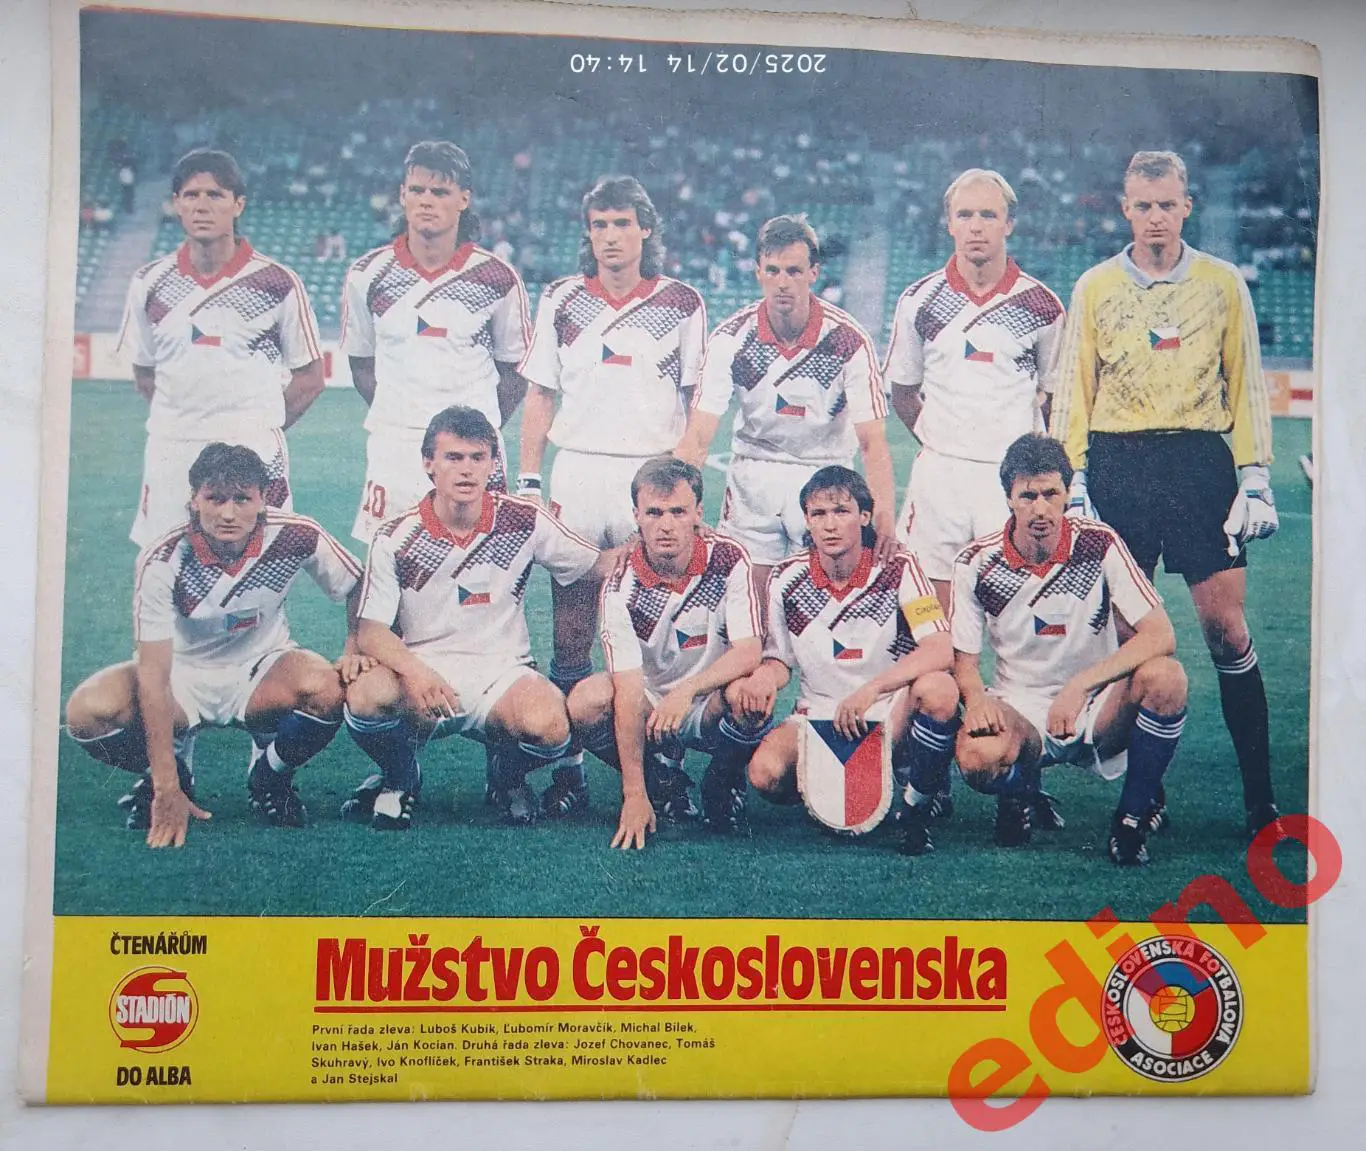 2025/02/14 14:40
10
Captain
ČTENÁŘŮM
STADIÓN
DO ALBA
Mužstvo Československa
První řada zleva: Luboš Kubík, Ľubomír Moravčík, Michal Bílek,
Ivan Hašek, Ján Kocian. Druhá řada zleva: Jozef Chovanec, Tomáš
Skuhravý, Ivo Knoflíček, František Straka, Miroslav Kadlec
a Jan Stejskal
ČESKOSLOVENSKÁ FOTBALOVÁ
ASOCIACE
edino